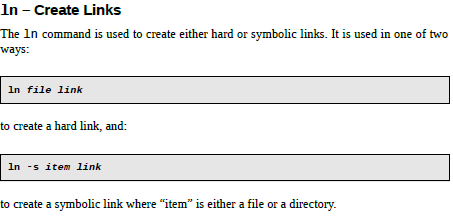 ln – Create Links
The ln command is used to create either hard or symbolic links. It is used in one of two
ways:
ln file link
to create a hard link, and:
ln -s item link
to create a symbolic link where “item” is either a file or a directory.